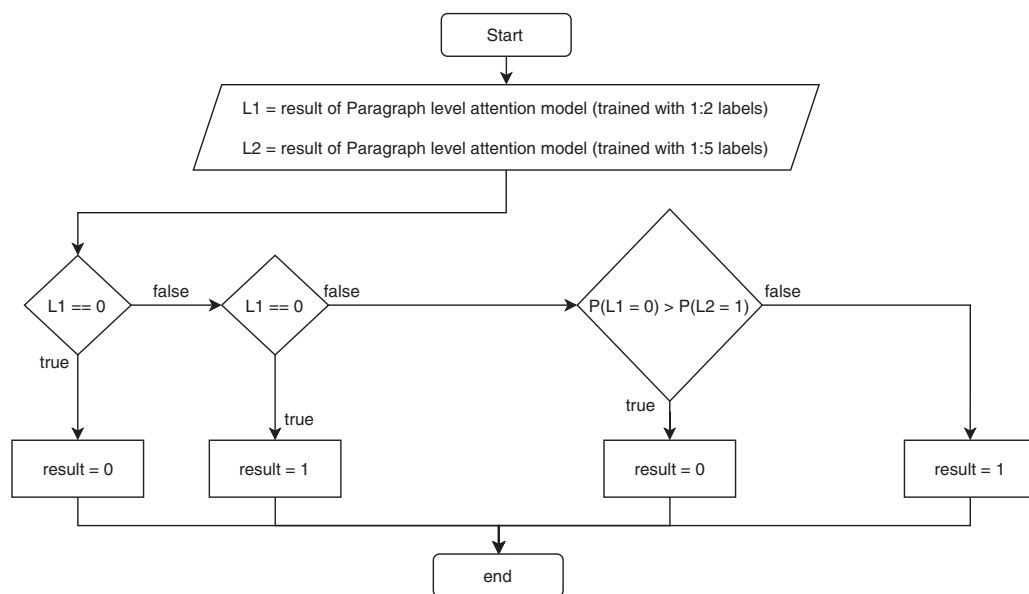 Start
L1 = result of Paragraph level attention model (trained with 1:2 labels)
L2 = result of Paragraph level attention model (trained with 1:5 labels)
L1 == 0
false
L1 == 0
false
P(L1 = 0) > P(L2 = 1)
false
true
true
true
result = 0
result = 1
result = 0
result = 1
end